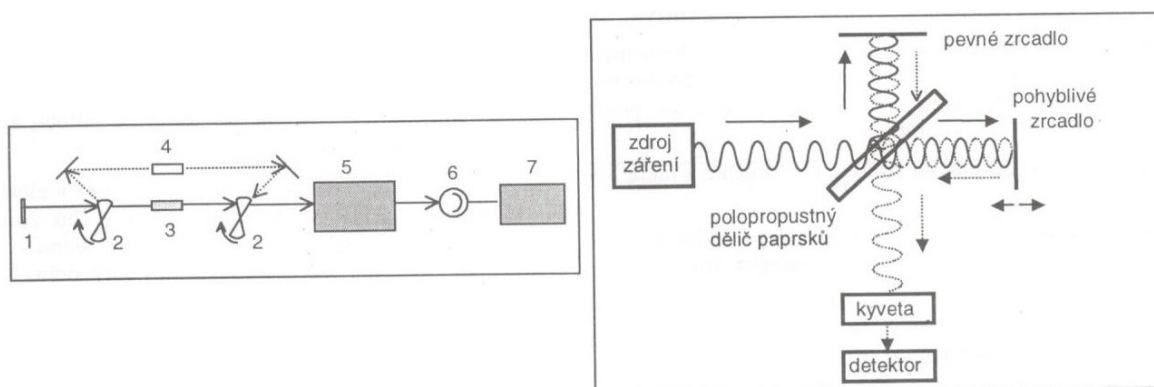 4
5
6
7
1
2
3
2
pevné zrcadlo
pohyblivé
zrcadlo
zdroj
záření
polopropustný
dělič paprsků
kyveta
detektor